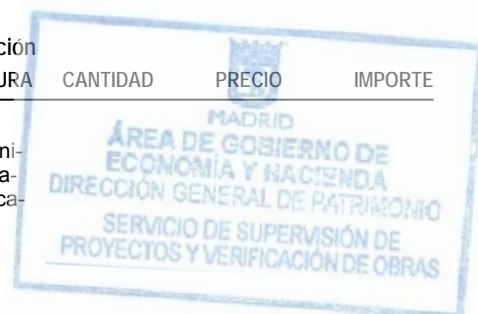 ción
URA CANTIDAD PRECIO IMPORTE
ni-
a-
ca-
MADRID
ÁREA DE GOBIERNO DE
ECONOMÍA Y HACIENDA
DIRECCIÓN GENERAL DE PATRIMONIO
SERVICIO DE SUPERVISIÓN DE
PROYECTOS Y VERIFICACIÓN DE OBRAS